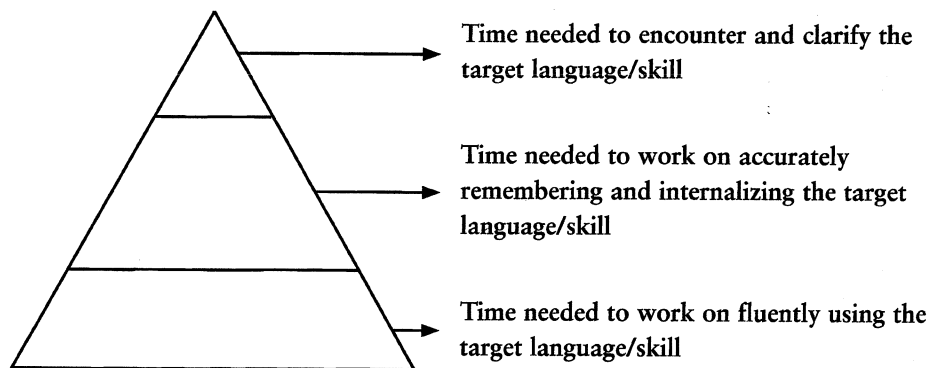 Time needed to encounter and clarify the
target language/skill
Time needed to work on accurately
remembering and internalizing the target
language/skill
Time needed to work on fluently using the
target language/skill